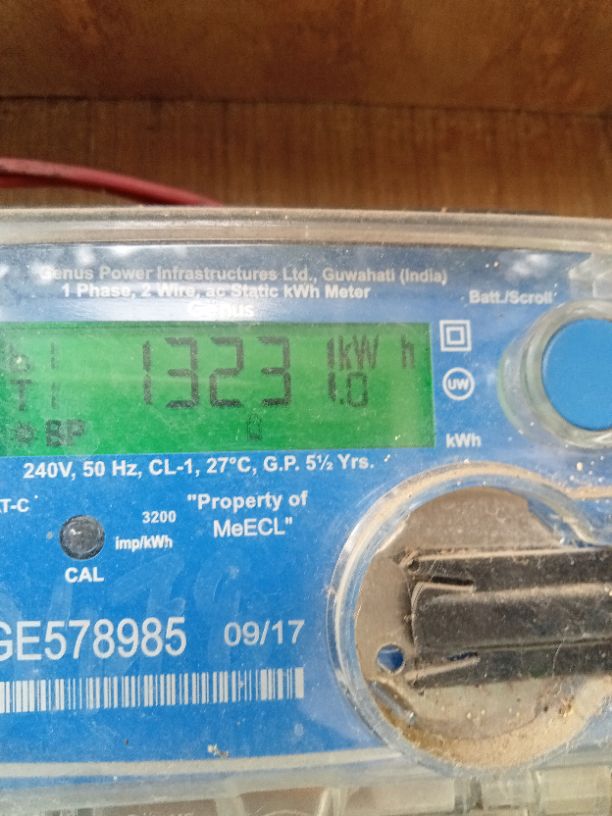 Genus Power Infrastructures Ltd., Guwahati (India)
1 Phase, 2 Wire, ac Static kWh Meter
Genus
Batt./Scroll
13231.0 kW h
BP
UW
kWh
240V, 50 Hz, CL-1, 27°C, G.P. 5½ Yrs.
"Property of
MeECL"
3200
imp/kWh
CAL
GE578985 09/17